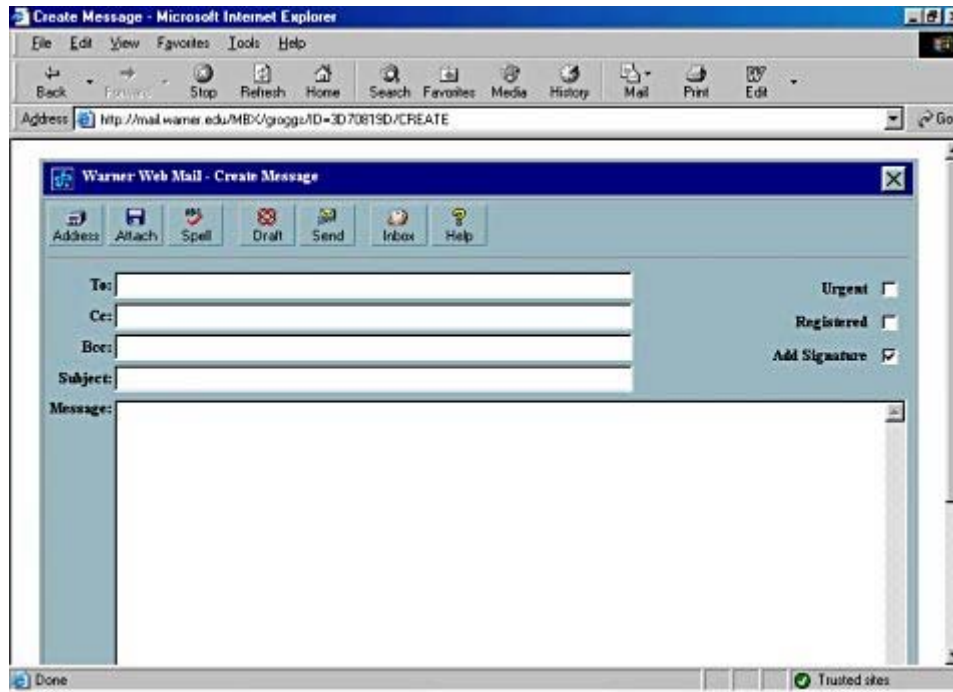 Create Message - Microsoft Internet Explorer
File Edit View Favorites Tools Help
Back Forward Stop Refresh Home Search Favorites Media History Mail Print Edit
Address http://mail.warner.edu/MBX/groggs/ID=3D70819D/CREATE Go
Warner Web Mail - Create Message
Address Attach Spell Draft Send Inbox Help
To:
Urgent
Cc:
Registered
Bcc:
Add Signature
Subject:
Message:
Done Trusted sites